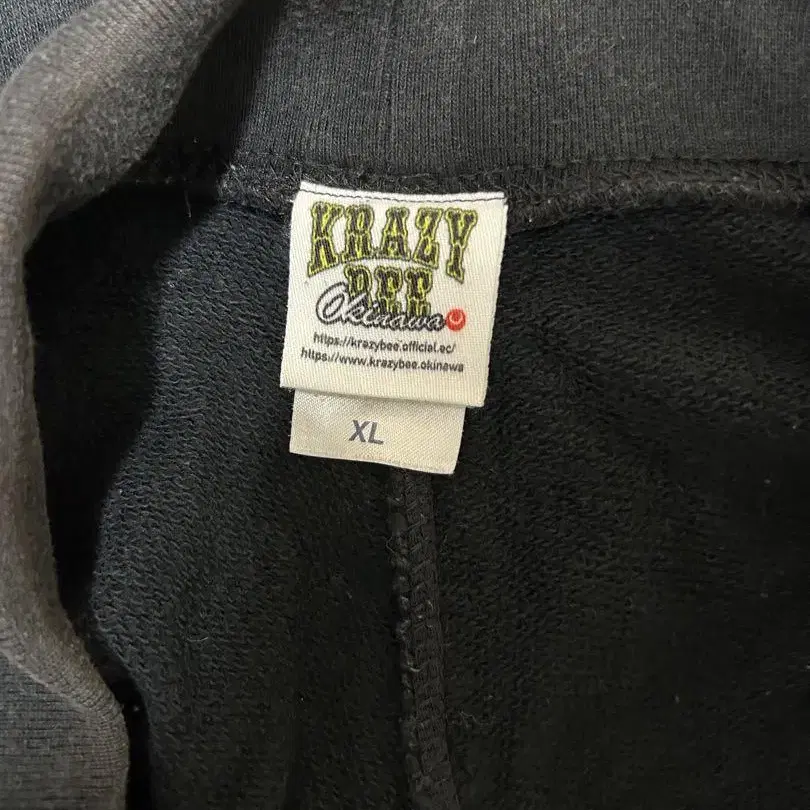 KRAZY
BEE
Okinawa
https://krazybee.official.ec/
https://www.krazybee.okinawa
XL